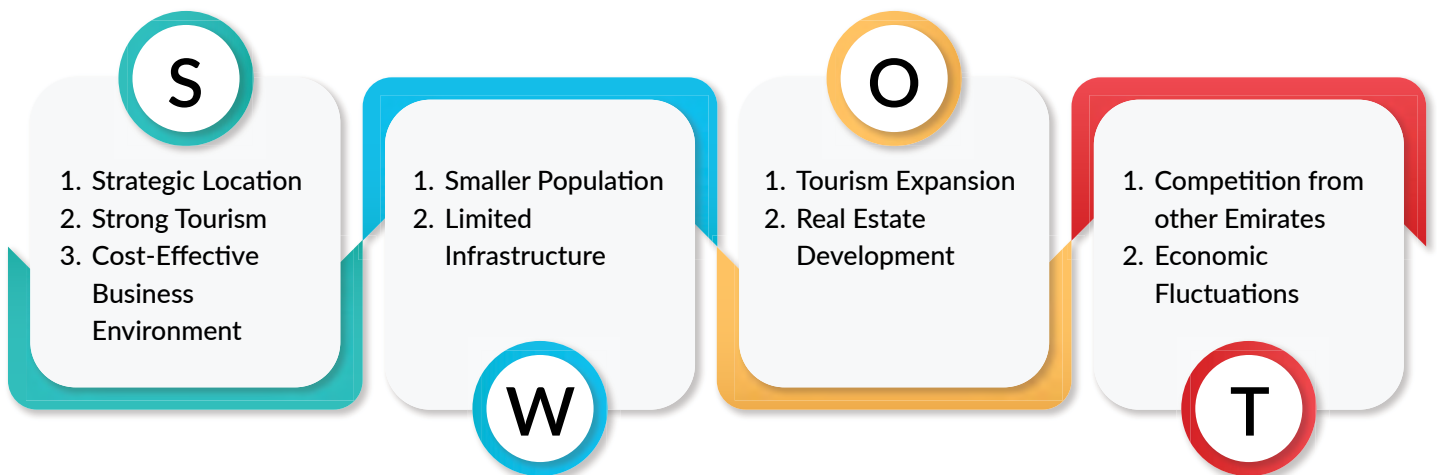 S
1. Strategic Location
2. Strong Tourism
3. Cost-Effective
Business
Environment
W
1. Smaller Population
2. Limited
Infrastructure
O
1. Tourism Expansion
2. Real Estate
Development
T
1. Competition from
other Emirates
2. Economic
Fluctuations